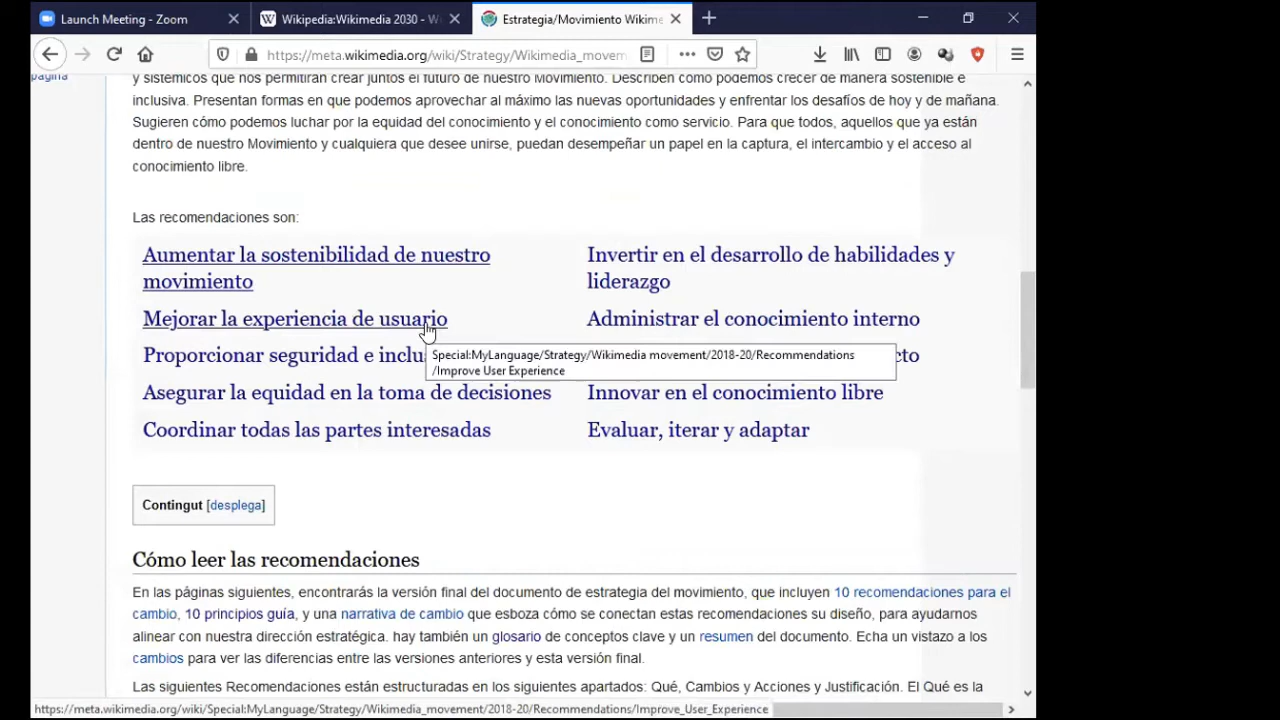 Launch Meeting - Zoom
Wikipedia:Wikimedia 2030 - W
Estrategia/Movimiento Wikime
https://meta.wikimedia.org/wiki/Strategy/Wikimedia_movem
página
y sistémicos que nos permitirán crear juntos el futuro de nuestro Movimiento. Describen cómo podemos crecer de manera sostenible e
inclusiva. Presentan formas en que podemos aprovechar al máximo las nuevas oportunidades y enfrentar los desafíos de hoy y de mañana.
Sugieren cómo podemos luchar por la equidad del conocimiento y el conocimiento como servicio. Para que todos, aquellos que ya están
dentro de nuestro Movimiento y cualquiera que desee unirse, puedan desempeñar un papel en la captura, el intercambio y el acceso al
conocimiento libre.
Las recomendaciones son:
Aumentar la sostenibilidad de nuestro
movimiento
Invertir en el desarrollo de habilidades y
liderazgo
Mejorar la experiencia de usuario
Administrar el conocimiento interno
Proporcionar seguridad e inclu
cto
Special:MyLanguage/Strategy/Wikimedia movement/2018-20/Recommendations
/Improve User Experience
Asegurar la equidad en la toma de decisiones
Innovar en el conocimiento libre
Coordinar todas las partes interesadas
Evaluar, iterar y adaptar
Contingut [desplega]
Cómo leer las recomendaciones
En las páginas siguientes, encontrarás la versión final del documento de estrategia del movimiento, que incluyen 10 recomendaciones para el
cambio, 10 principios guía, y una narrativa de cambio que esboza cómo se conectan estas recomendaciones su diseño, para ayudarnos
alinear con nuestra dirección estratégica. hay también un glosario de conceptos clave y un resumen del documento. Echa un vistazo a los
cambios para ver las diferencias entre las versiones anteriores y esta versión final.
Las siguientes Recomendaciones están estructuradas en los siguientes apartados: Qué, Cambios y Acciones y Justificación. El Qué es la
https://meta.wikimedia.org/wiki/Special:MyLanguage/Strategy/Wikimedia_movement/2018-20/Recommendations/Improve_User_Experience